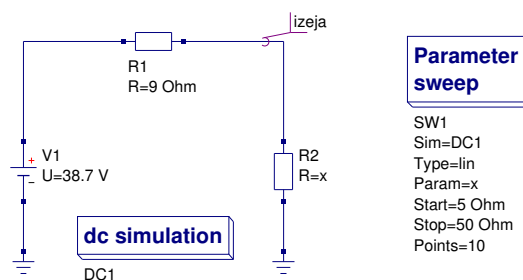 izeja
R1
R=9 Ohm
V1
U=38.7 V
R2
R=x
dc simulation
DC1
Parameter
sweep
SW1
Sim=DC1
Type=lin
Param=x
Start=5 Ohm
Stop=50 Ohm
Points=10